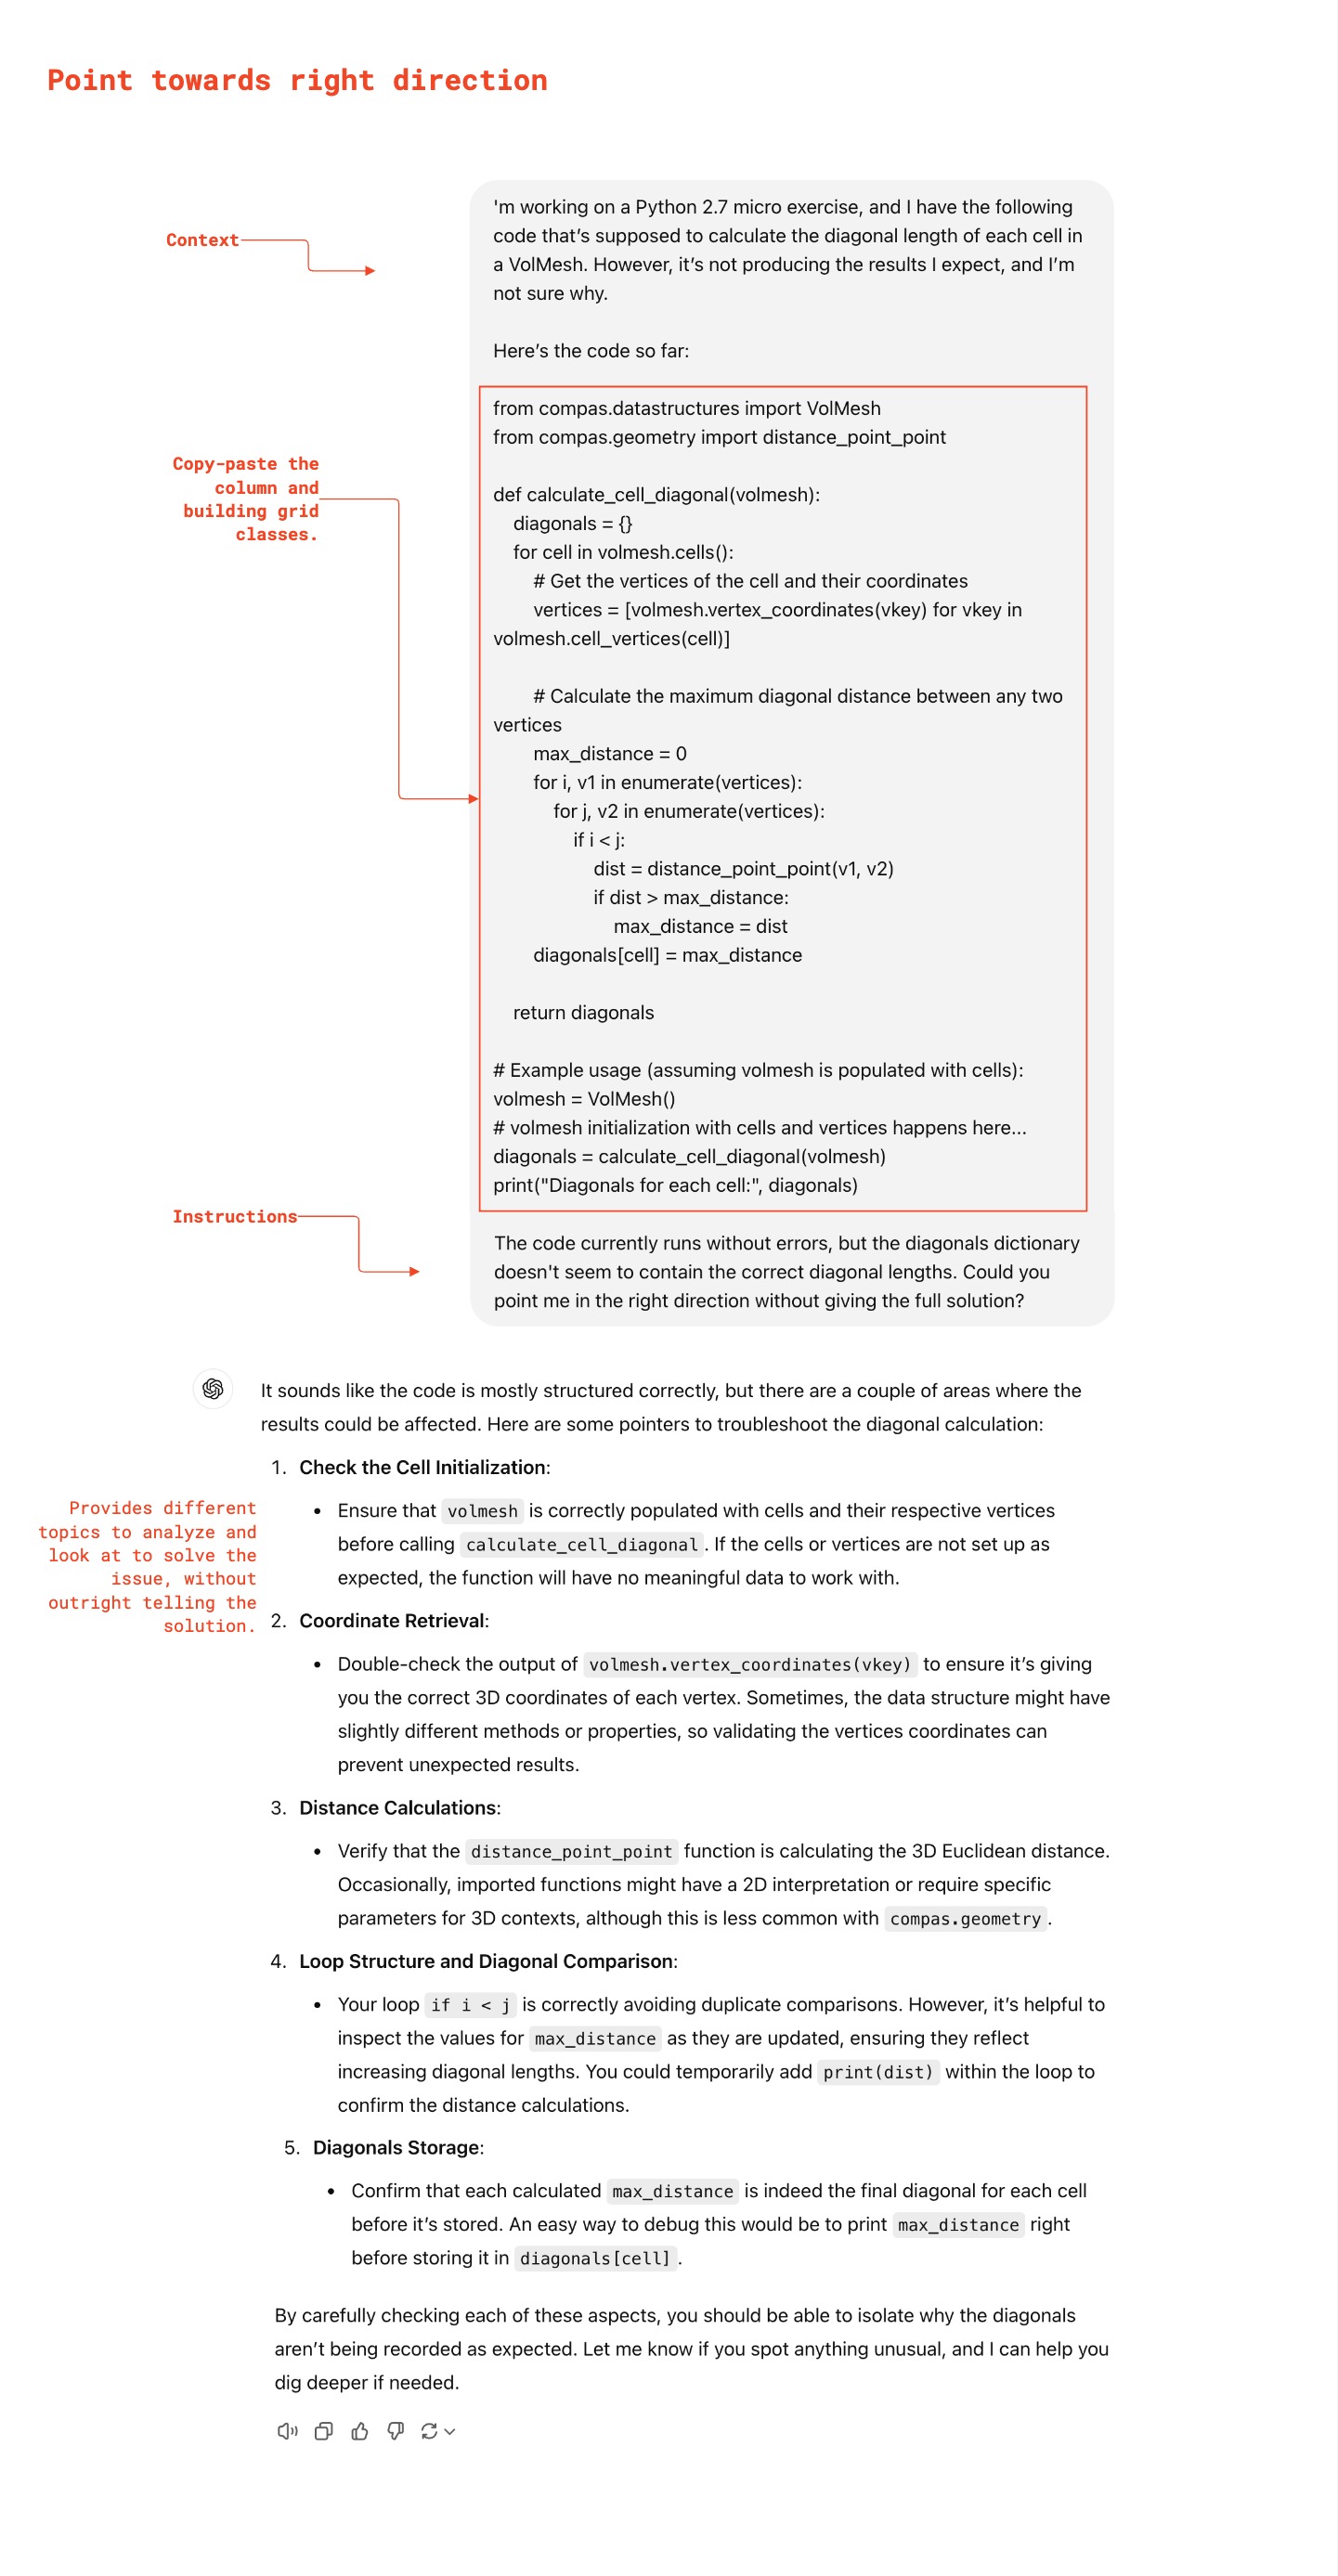 Point towards right direction
Context
'm working on a Python 2.7 micro exercise, and I have the following
code that's supposed to calculate the diagonal length of each cell in
a VolMesh. However, it's not producing the results I expect, and I'm
not sure why.
Here's the code so far:
Copy-paste the
column and
building grid
classes.
from compas.datastructures import VolMesh
from compas.geometry import distance_point_point
def calculate_cell_diagonal(volmesh):
    diagonals = {}
    for cell in volmesh.cells():
        # Get the vertices of the cell and their coordinates
        vertices = [volmesh.vertex_coordinates(vkey) for vkey in
volmesh.cell_vertices(cell)]
        # Calculate the maximum diagonal distance between any two
vertices
        max_distance = 0
        for i, v1 in enumerate(vertices):
            for j, v2 in enumerate(vertices):
                if i < j:
                    dist = distance_point_point(v1, v2)
                    if dist > max_distance:
                        max_distance = dist
        diagonals[cell] = max_distance
    return diagonals
# Example usage (assuming volmesh is populated with cells):
volmesh = VolMesh()
# volmesh initialization with cells and vertices happens here...
diagonals = calculate_cell_diagonal(volmesh)
print("Diagonals for each cell:", diagonals)
Instructions
The code currently runs without errors, but the diagonals dictionary
doesn't seem to contain the correct diagonal lengths. Could you
point me in the right direction without giving the full solution?
It sounds like the code is mostly structured correctly, but there are a couple of areas where the
results could be affected. Here are some pointers to troubleshoot the diagonal calculation:
Provides different
topics to analyze and
look at to solve the
issue, without
outright telling the
solution.
1. Check the Cell Initialization:
• Ensure that volmesh is correctly populated with cells and their respective vertices
before calling calculate_cell_diagonal. If the cells or vertices are not set up as
expected, the function will have no meaningful data to work with.
2. Coordinate Retrieval:
• Double-check the output of volmesh.vertex_coordinates(vkey) to ensure it's giving
you the correct 3D coordinates of each vertex. Sometimes, the data structure might have
slightly different methods or properties, so validating the vertices coordinates can
prevent unexpected results.
3. Distance Calculations:
• Verify that the distance_point_point function is calculating the 3D Euclidean distance.
Occasionally, imported functions might have a 2D interpretation or require specific
parameters for 3D contexts, although this is less common with compas.geometry.
4. Loop Structure and Diagonal Comparison:
• Your loop if i < j is correctly avoiding duplicate comparisons. However, it's helpful to
inspect the values for max_distance as they are updated, ensuring they reflect
increasing diagonal lengths. You could temporarily add print(dist) within the loop to
confirm the distance calculations.
5. Diagonals Storage:
• Confirm that each calculated max_distance is indeed the final diagonal for each cell
before it's stored. An easy way to debug this would be to print max_distance right
before storing it in diagonals[cell].
By carefully checking each of these aspects, you should be able to isolate why the diagonals
aren't being recorded as expected. Let me know if you spot anything unusual, and I can help you
dig deeper if needed.